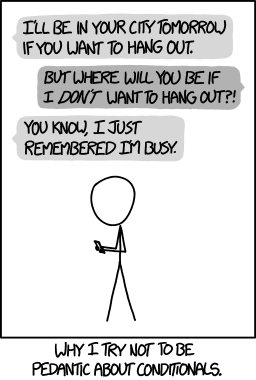 I'LL BE IN YOUR CITY TOMORROW
IF YOU WANT TO HANG OUT.
BUT WHERE WILL YOU BE IF
I DON'T WANT TO HANG OUT?!
YOU KNOW, I JUST
REMEMBERED I'M BUSY.
WHY I TRY NOT TO BE
PEDANTIC ABOUT CONDITIONALS.